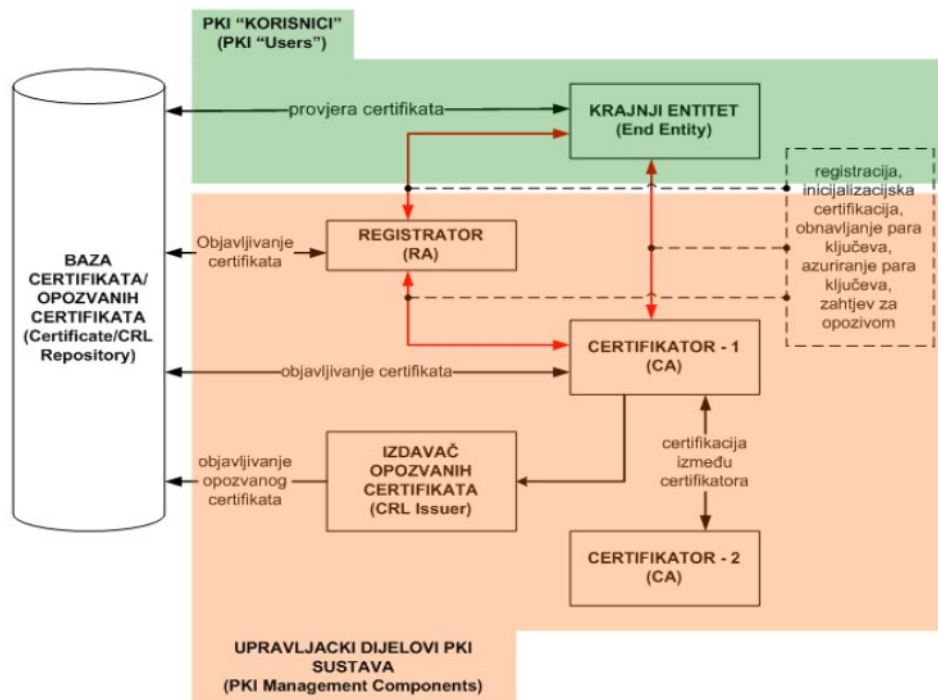 PKI “KORISNICI”
(PKI “Users”)
provjera certifikata
KRAJNJI ENTITET
(End Entity)
registracija,
inicijalizacijska
certifikacija,
obnavljanje para
ključeva,
azuriranje para
ključeva,
zahtjev za
opozivom
BAZA
CERTIFIKATA/
OPOZVANIH
CERTIFIKATA
(Certificate/CRL
Repository)
Objavljivanje
certifikata
REGISTRATOR
(RA)
objavljivanje certifikata
CERTIFIKATOR - 1
(CA)
objavljivanje
opozvanog
certifikata
IZDAVAČ
OPOZVANIH
CERTIFIKATA
(CRL Issuer)
certifikacija
između
certifikatora
CERTIFIKATOR - 2
(CA)
UPRAVLJACKI DIJELOVI PKI
SUSTAVA
(PKI Management Components)